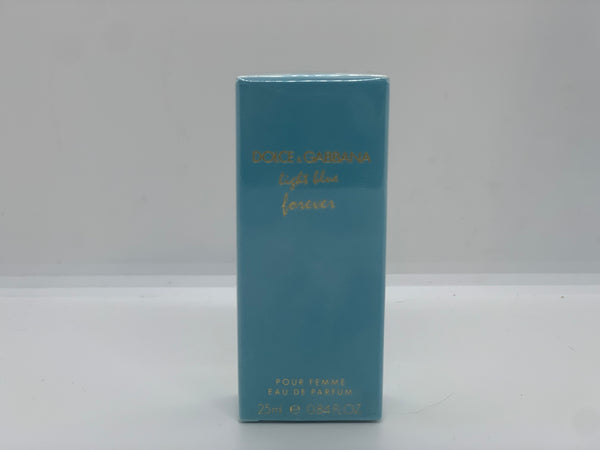 DOLCE & GABBANA
light blue
forever
POUR FEMME
EAU DE PARFUM
25ml ℮ 0.84 FL.OZ